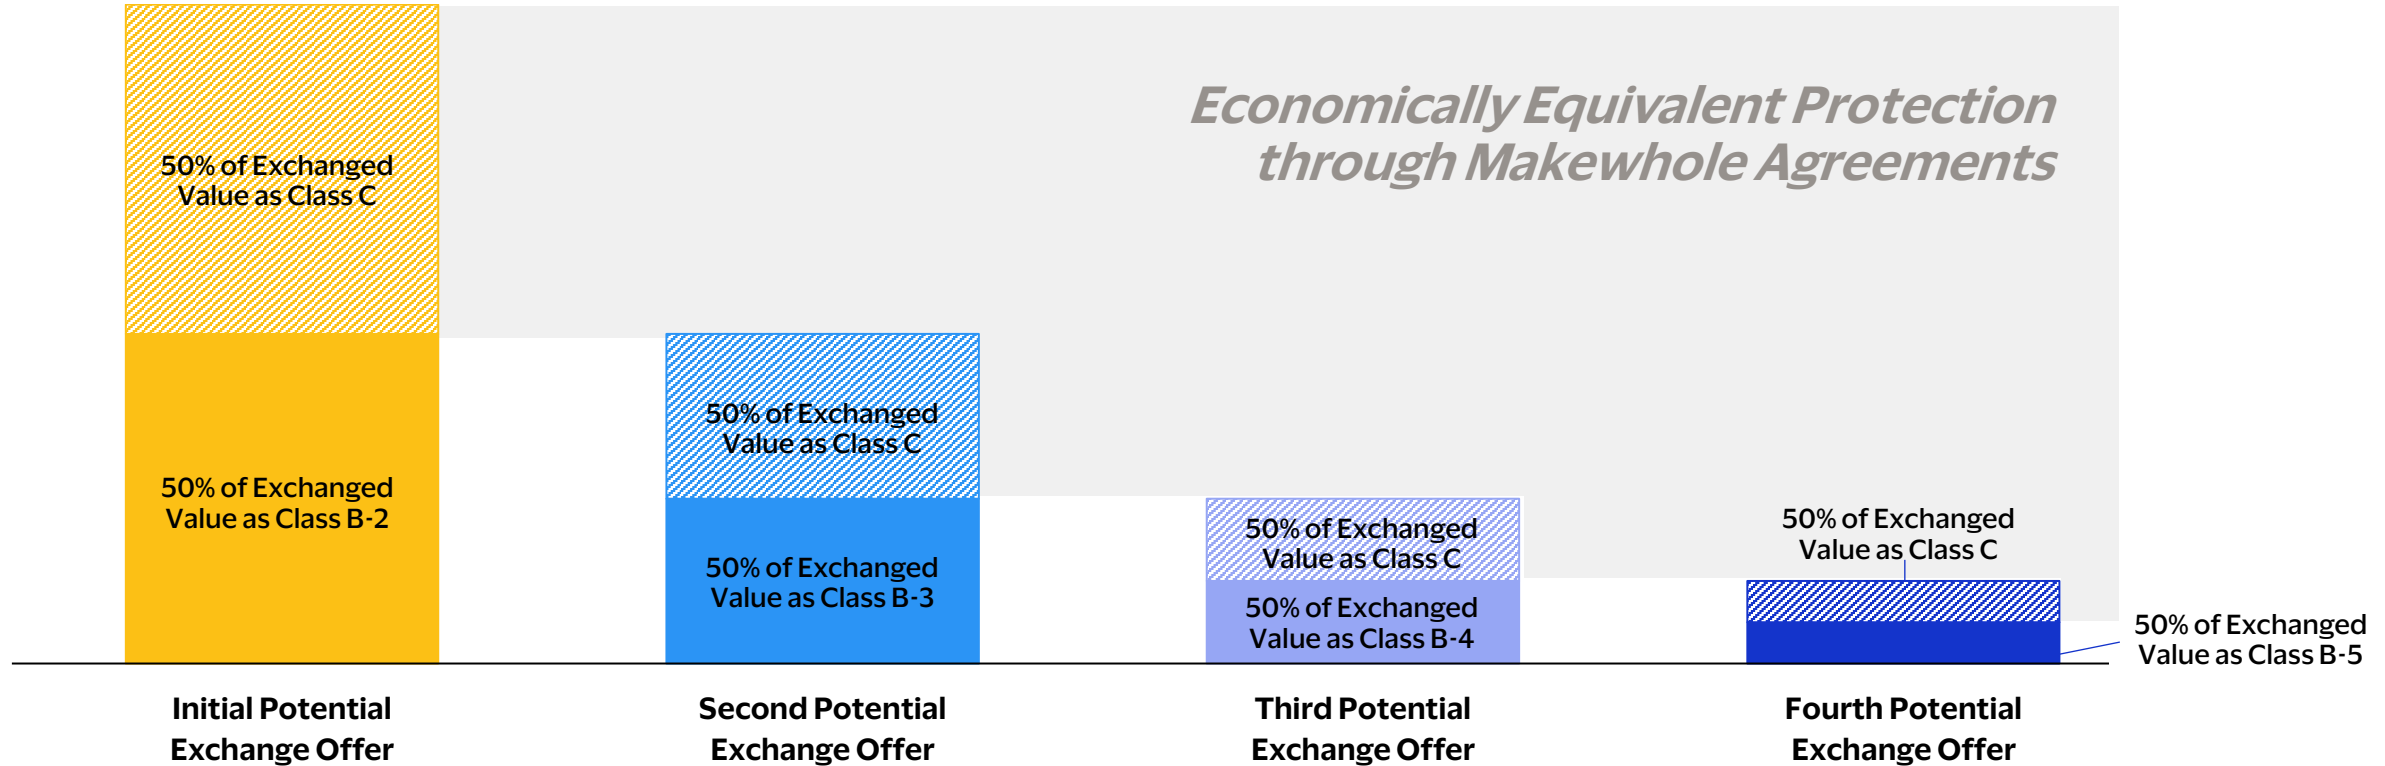 Economically Equivalent Protection
through Makewhole Agreements
50% of Exchanged
Value as Class C
50% of Exchanged
Value as Class B-2
50% of Exchanged
Value as Class C
50% of Exchanged
Value as Class B-3
50% of Exchanged
Value as Class C
50% of Exchanged
Value as Class B-4
50% of Exchanged
Value as Class C
50% of Exchanged
Value as Class B-5
Initial Potential
Exchange Offer
Second Potential
Exchange Offer
Third Potential
Exchange Offer
Fourth Potential
Exchange Offer